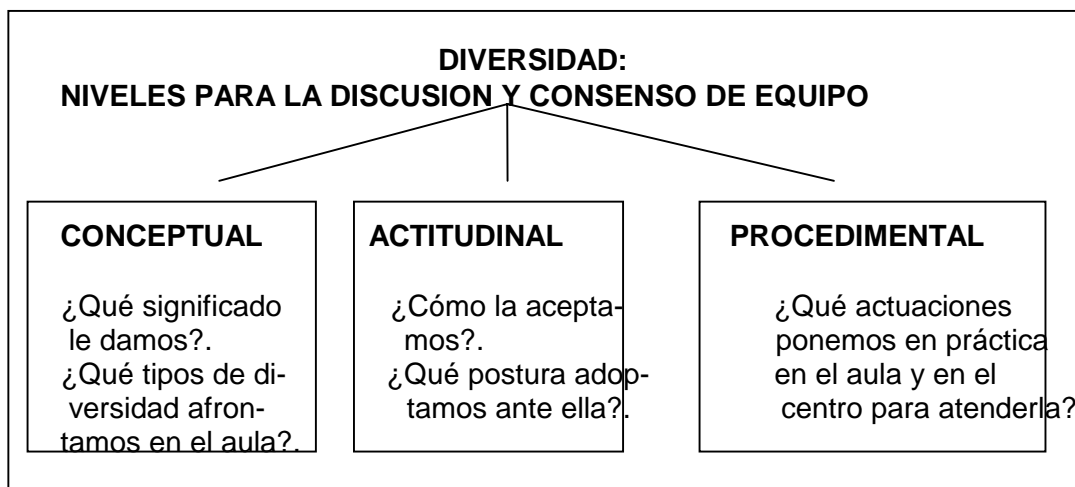 DIVERSIDAD:
NIVELES PARA LA DISCUSION Y CONSENSO DE EQUIPO
CONCEPTUAL
¿Qué significado
le damos?.
¿Qué tipos de di-
versidad afron-
tamos en el aula?.
ACTITUDINAL
¿Cómo la acepta-
mos?.
¿Qué postura adop-
tamos ante ella?.
PROCEDIMENTAL
¿Qué actuaciones
ponemos en práctica
en el aula y en el
centro para atenderla?